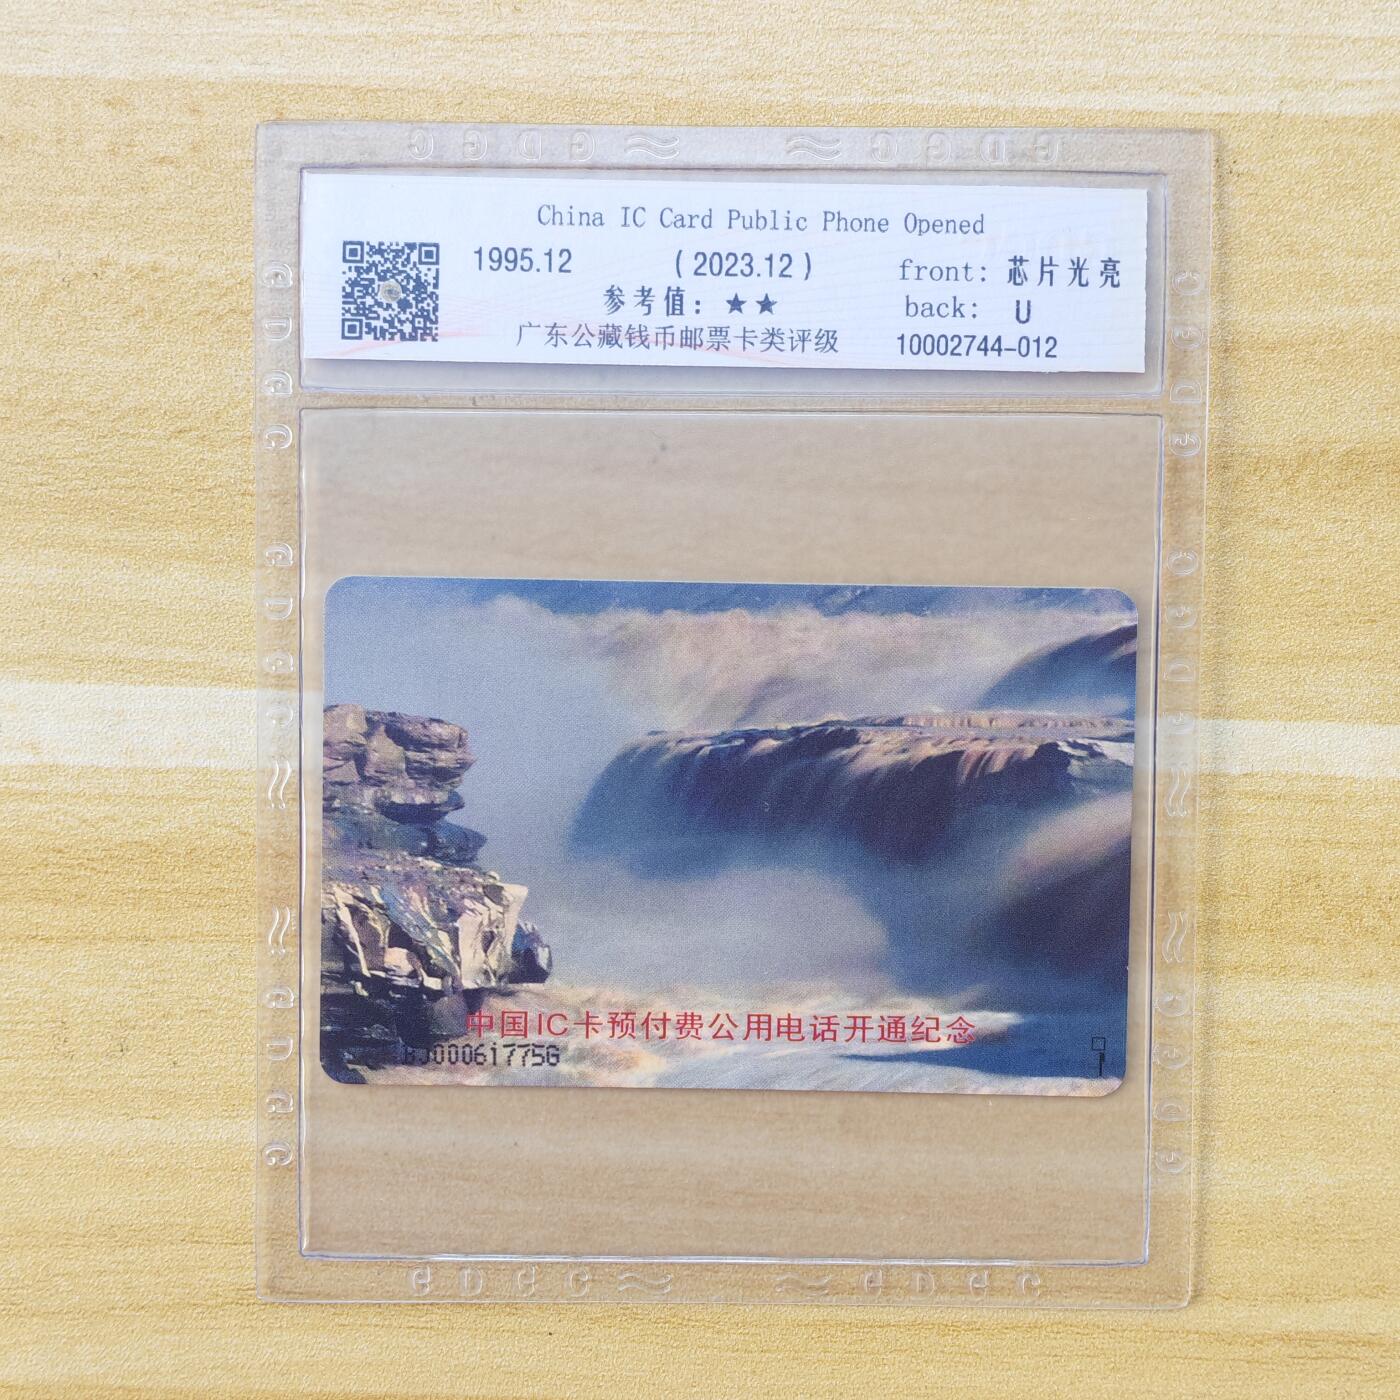 China IC Card Public Phone Opened
1995.12 (2023.12) front: 芯片光亮
参考值: ★★ back: U
广东公藏钱币邮票卡类评级 10002744-012
中国IC卡预付费公用电话开通纪念
BJ00061775G
GDGC